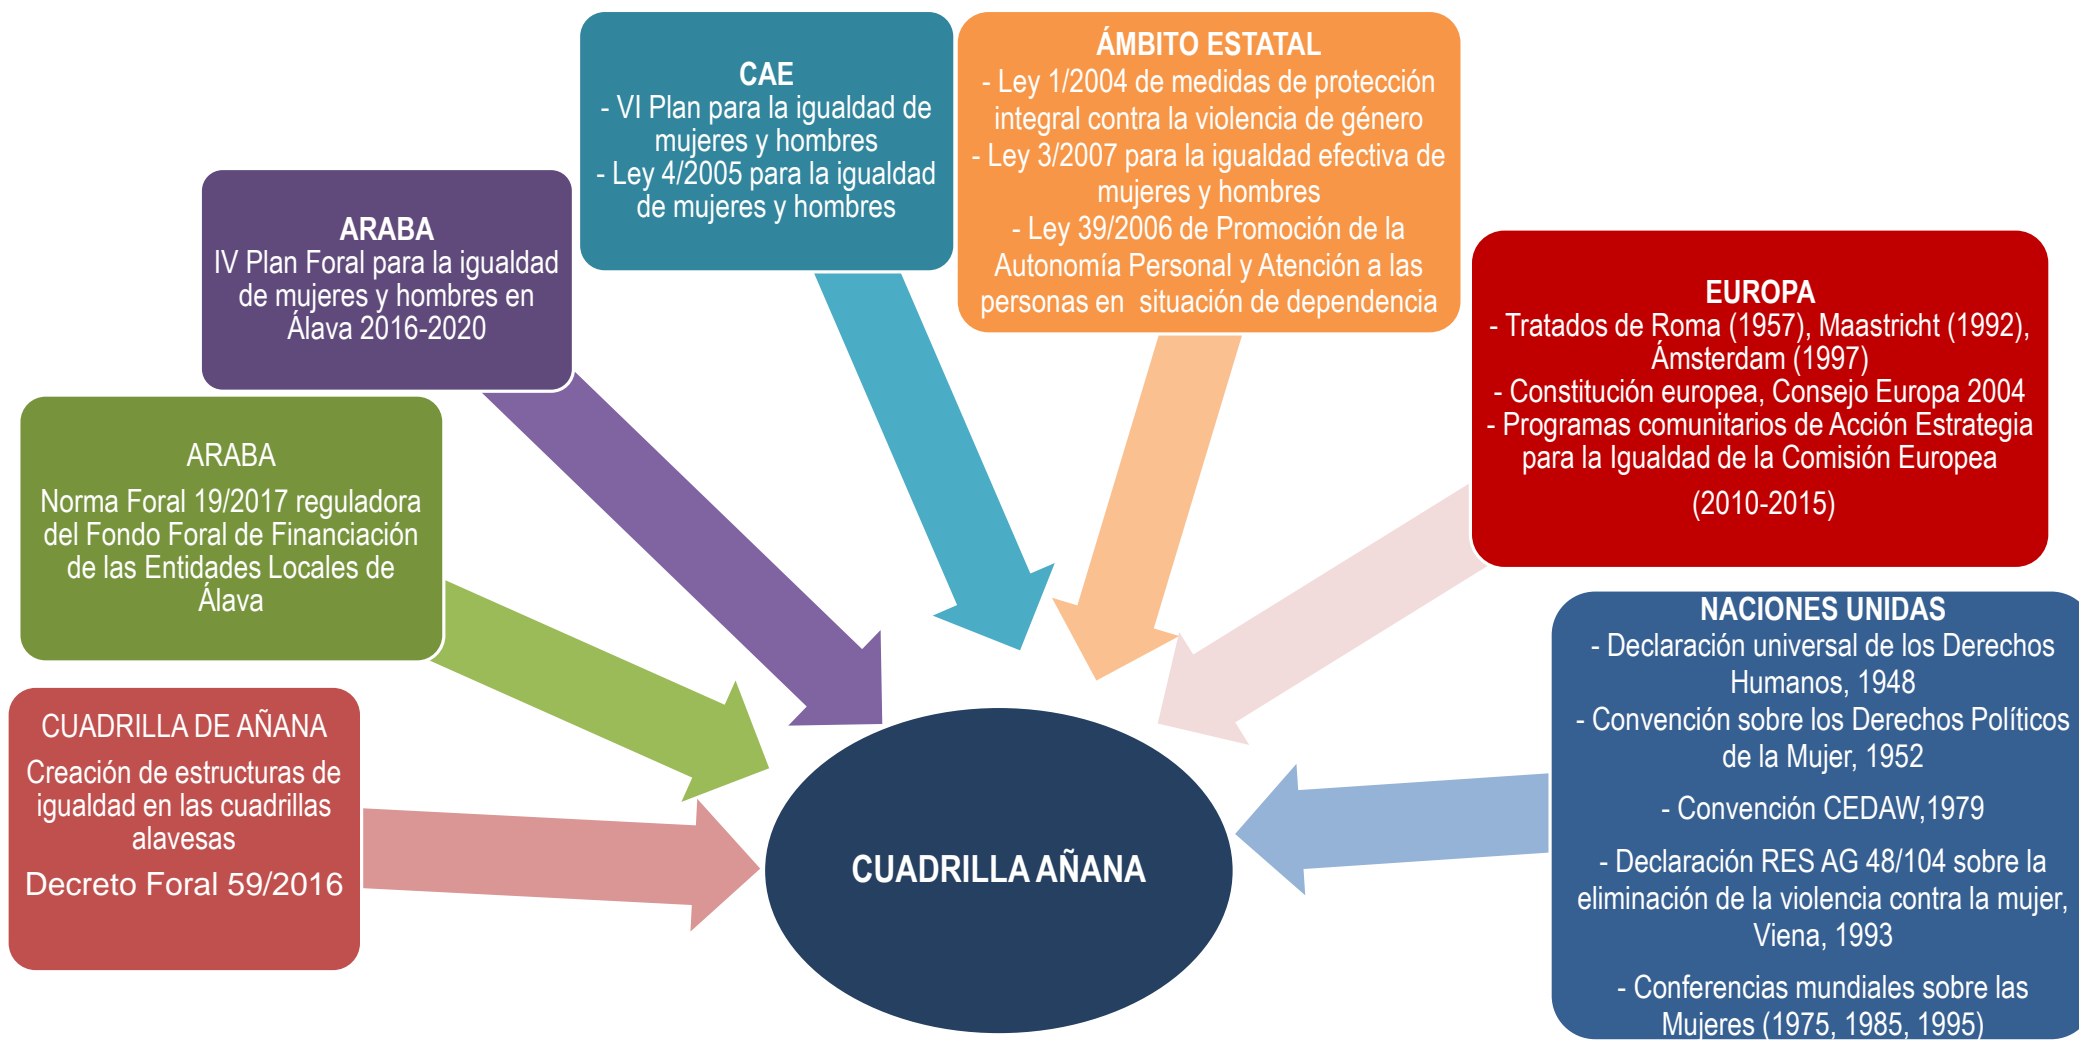 CAE
- VI Plan para la igualdad de
mujeres y hombres
- Ley 4/2005 para la igualdad
de mujeres y hombres
ÁMBITO ESTATAL
- Ley 1/2004 de medidas de protección
integral contra la violencia de género
- Ley 3/2007 para la igualdad efectiva de
mujeres y hombres
- Ley 39/2006 de Promoción de la
Autonomía Personal y Atención a las
personas en situación de dependencia
ARABA
IV Plan Foral para la igualdad
de mujeres y hombres en
Álava 2016-2020
EUROPA
- Tratados de Roma (1957), Maastricht (1992),
Ámsterdam (1997)
- Constitución europea, Consejo Europa 2004
- Programas comunitarios de Acción Estrategia
para la Igualdad de la Comisión Europea
(2010-2015)
ARABA
Norma Foral 19/2017 reguladora
del Fondo Foral de Financiación
de las Entidades Locales de
Álava
NACIONES UNIDAS
- Declaración universal de los Derechos
Humanos, 1948
- Convención sobre los Derechos Políticos
de la Mujer, 1952
- Convención CEDAW,1979
- Declaración RES AG 48/104 sobre la
eliminación de la violencia contra la mujer,
Viena, 1993
- Conferencias mundiales sobre las
Mujeres (1975, 1985, 1995)
CUADRILLA DE AÑANA
Creación de estructuras de
igualdad en las cuadrillas
alavesas
Decreto Foral 59/2016
CUADRILLA AÑANA